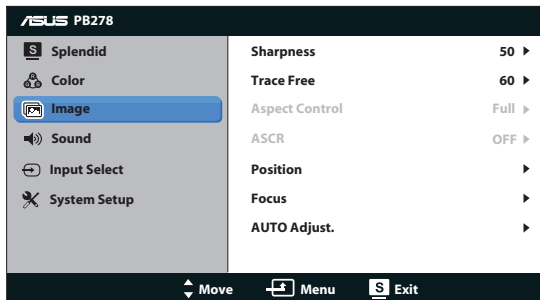 ASUS PB278
S Splendid
Color
Image
Sound
Input Select
System Setup
Sharpness 50
Trace Free 60
Aspect Control Full
ASCR OFF
Position
Focus
AUTO Adjust.
Move Menu S Exit